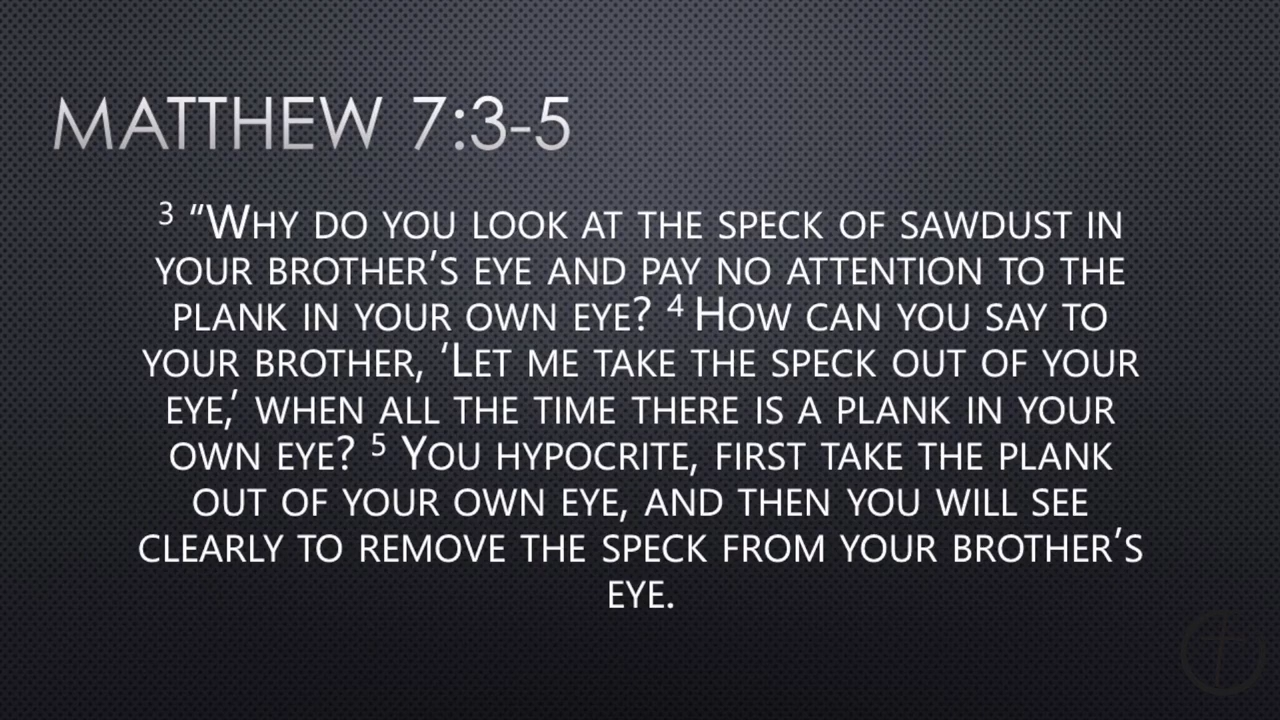 MATTHEW 7:3-5
3 “WHY DO YOU LOOK AT THE SPECK OF SAWDUST IN
YOUR BROTHER’S EYE AND PAY NO ATTENTION TO THE
PLANK IN YOUR OWN EYE? 4 HOW CAN YOU SAY TO
YOUR BROTHER, ‘LET ME TAKE THE SPECK OUT OF YOUR
EYE,’ WHEN ALL THE TIME THERE IS A PLANK IN YOUR
OWN EYE? 5 YOU HYPOCRITE, FIRST TAKE THE PLANK
OUT OF YOUR OWN EYE, AND THEN YOU WILL SEE
CLEARLY TO REMOVE THE SPECK FROM YOUR BROTHER’S
EYE.